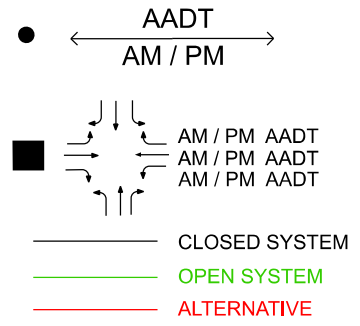 AADT
AM / PM
AM / PM AADT
AM / PM AADT
AM / PM AADT
CLOSED SYSTEM
OPEN SYSTEM
ALTERNATIVE